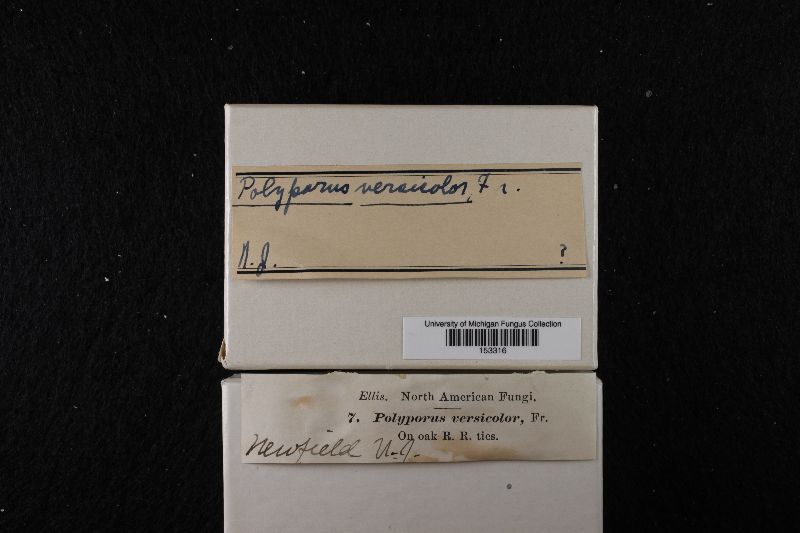 Polyporus versicolor, Fr.
N.J. ?
University of Michigan Fungus Collection
153316
Ellis. North American Fungi.
7. Polyporus versicolor, Fr.
On oak R. R. ties.
Newfield N.J.